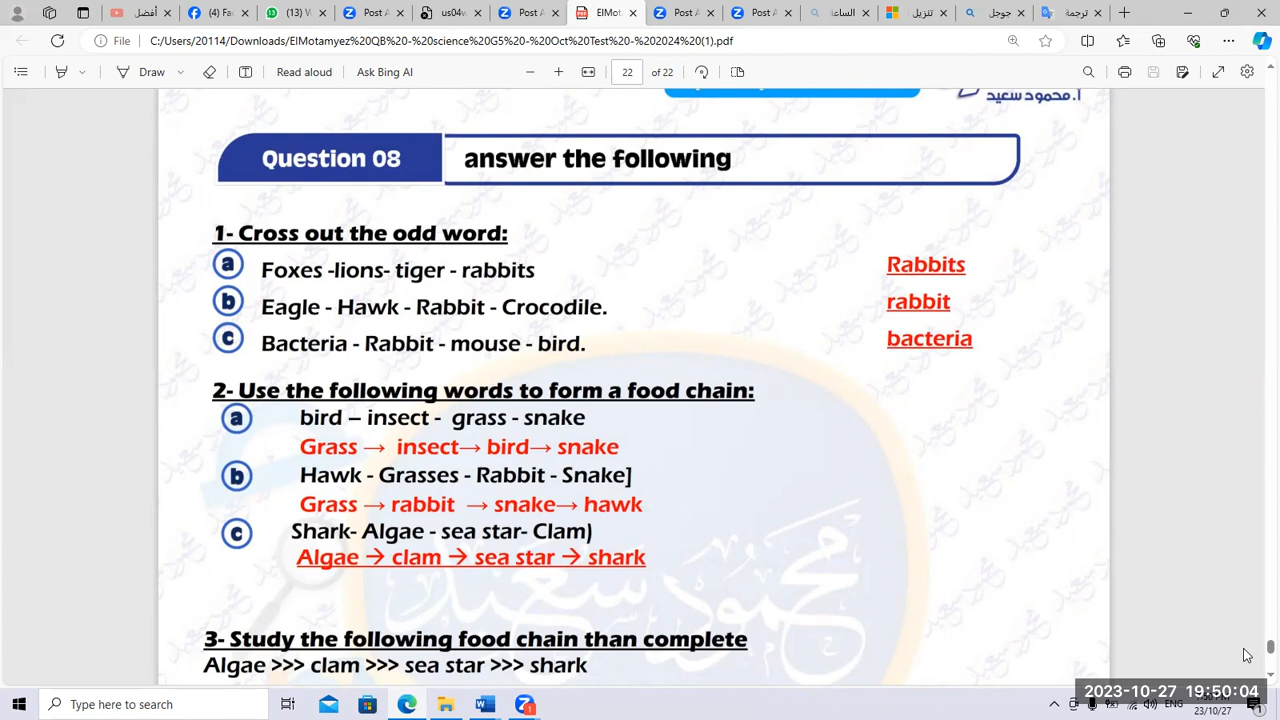 افضل
(4) Fa
(13) W
Post A
us04w
Post A
ElMot
Post A
Post A
الساعة
تنزيل
جوجل
ترجمة
File C:/Users/20114/Downloads/ElMotamyez%20QB%20-%20science%20G5%20-%20Oct%20Test%20-%202024%20(1).pdf
Draw Read aloud Ask Bing AI 22 of 22
أ.محمود سعيد
Question 08 answer the following
1- Cross out the odd word:
a Foxes -lions- tiger - rabbits Rabbits
b Eagle - Hawk - Rabbit - Crocodile. rabbit
c Bacteria - Rabbit - mouse - bird. bacteria
2- Use the following words to form a food chain:
a bird – insect - grass - snake
Grass → insect→ bird→ snake
b Hawk - Grasses - Rabbit - Snake]
Grass → rabbit → snake→ hawk
c Shark- Algae - sea star- Clam)
Algae → clam → sea star → shark
محمود سعيد
3- Study the following food chain than complete
Algae >>> clam >>> sea star >>> shark
Type here to search
ENG
2023-10-27 19:50:04
23/10/27